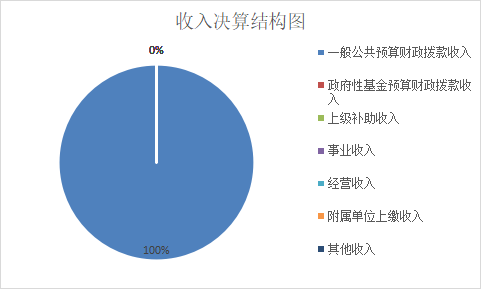 收入决算结构图
0%
100%
一般公共预算财政拨款收入
政府性基金预算财政拨款收
入
上级补助收入
事业收入
经营收入
附属单位上缴收入
其他收入